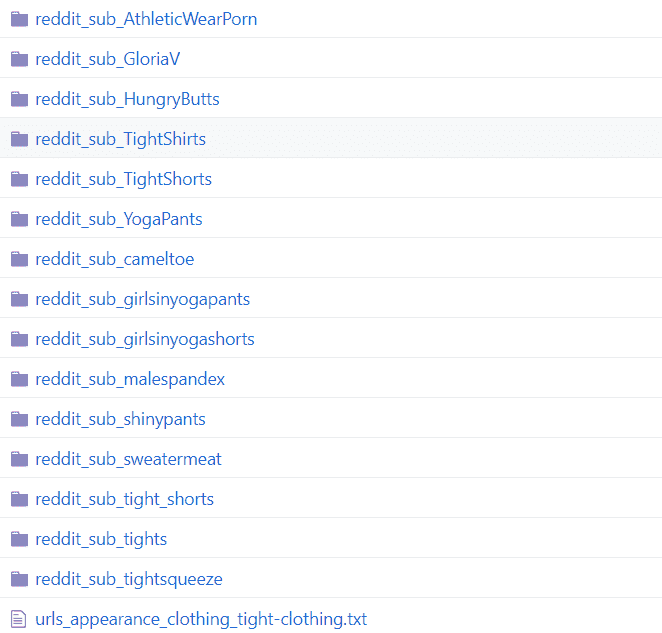 reddit_sub_AthleticWearPorn
reddit_sub_GloriaV
reddit_sub_HungryButts
reddit_sub_TightShirts
reddit_sub_TightShorts
reddit_sub_YogaPants
reddit_sub_cameltoe
reddit_sub_girlsinyogapants
reddit_sub_girlsinyogashorts
reddit_sub_malespandex
reddit_sub_shinypants
reddit_sub_sweatermeat
reddit_sub_tight_shorts
reddit_sub_tights
reddit_sub_tightsqueeze
urls_appearance_clothing_tight-clothing.txt